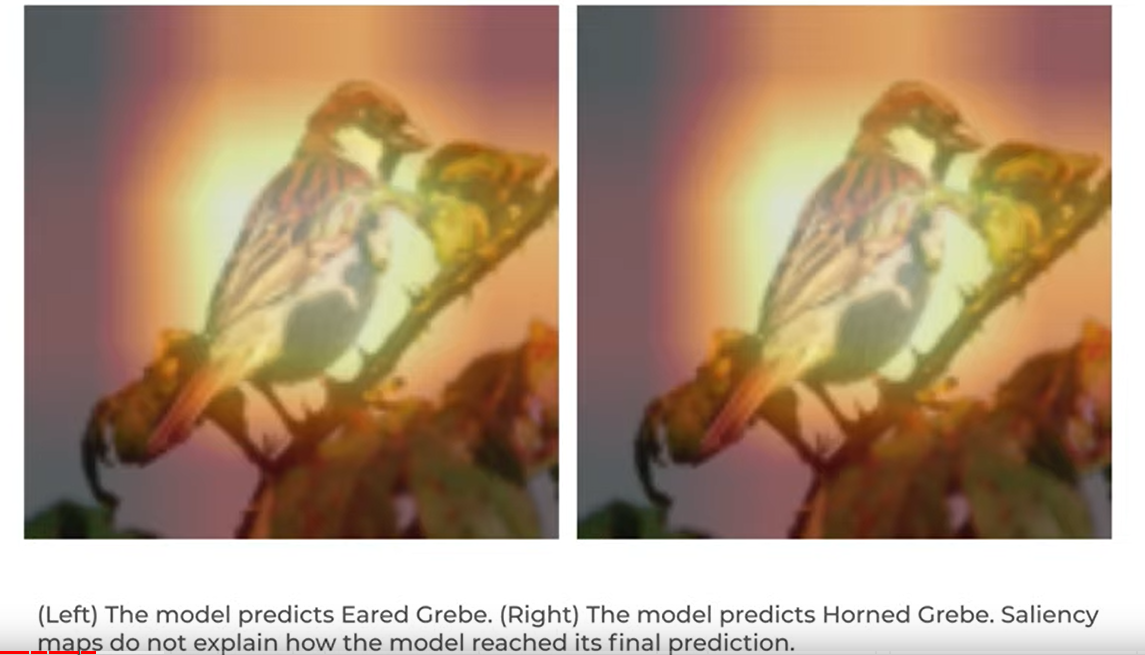 (Left) The model predicts Eared Grebe. (Right) The model predicts Horned Grebe. Saliency
maps do not explain how the model reached its final prediction.